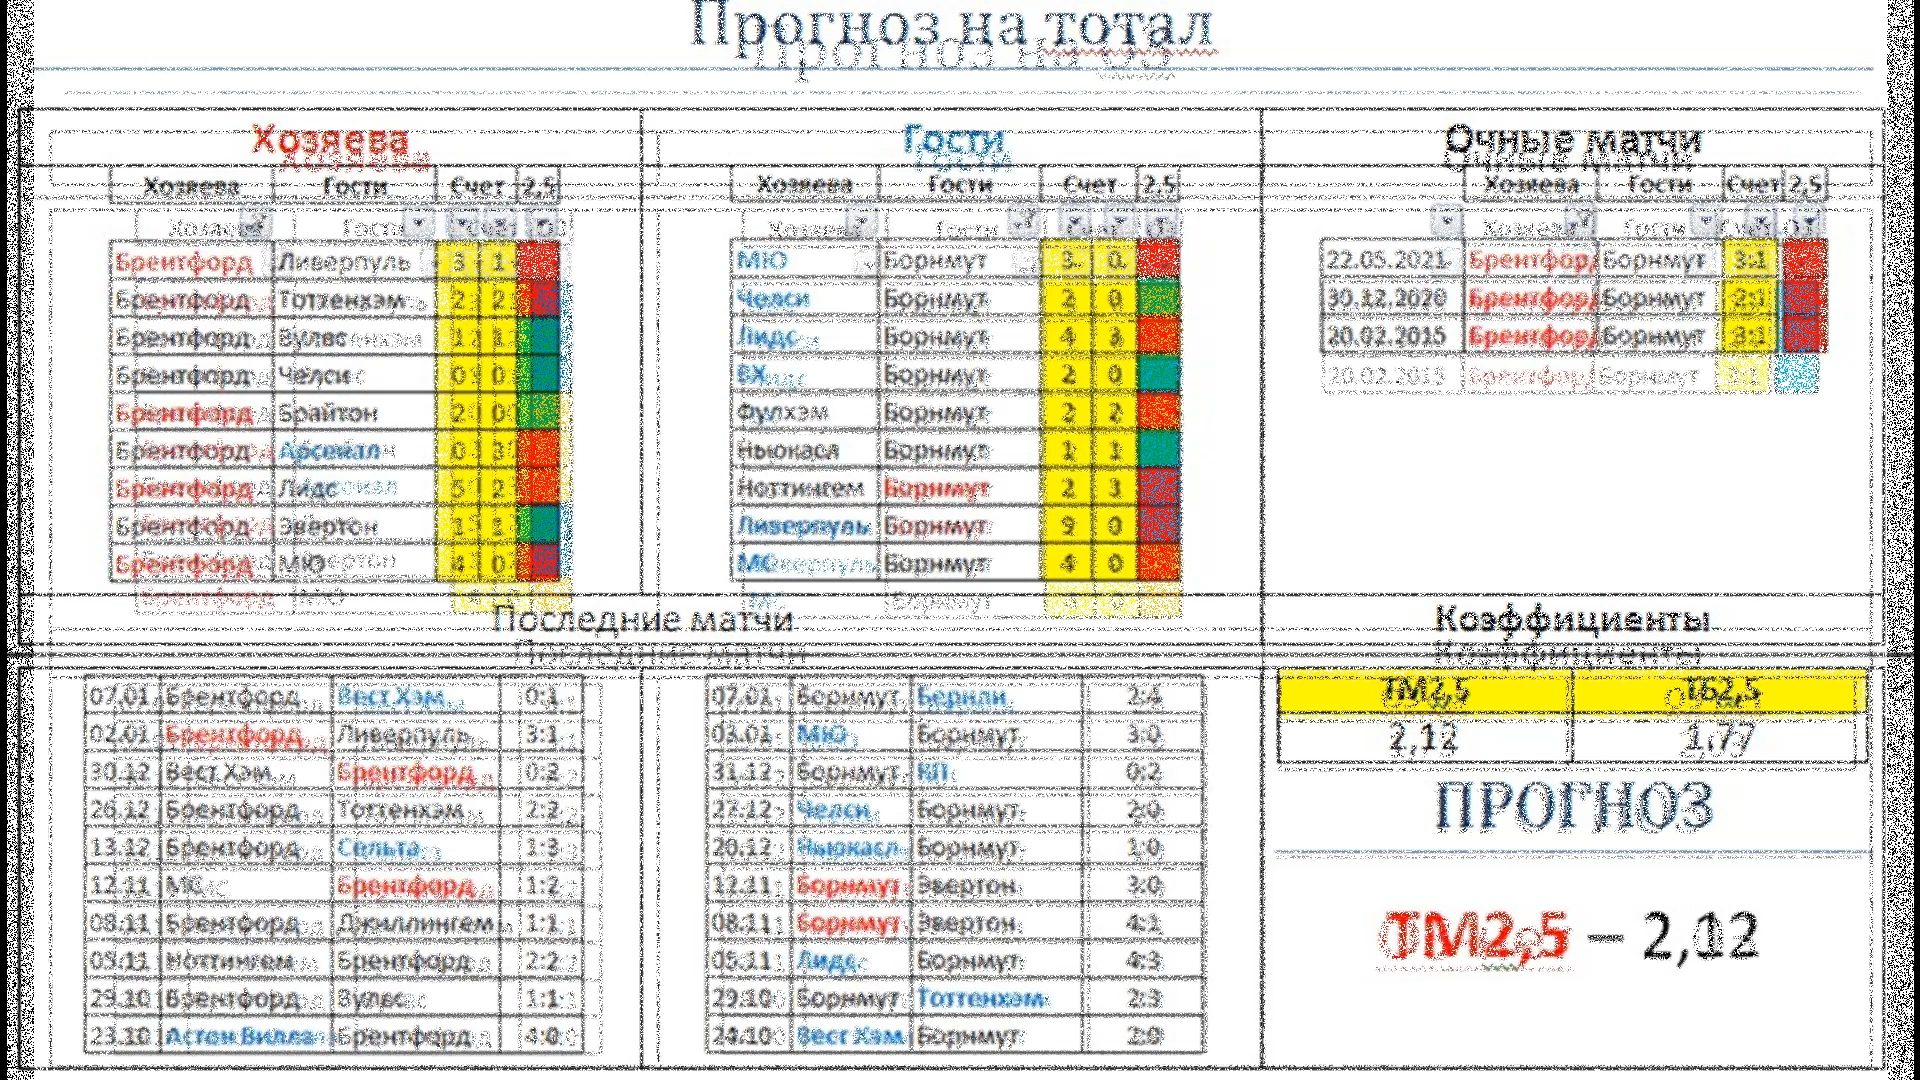 Прогноз на тотал
Хозяева
Хозяева Гости Счет 2,5
Брентфорд Ливерпуль 3 1
Брентфорд Тоттенхэм 2 2
Брентфорд Вулвс 1 1
Брентфорд Челси 0 0
Брентфорд Брайтон 2 0
Брентфорд Арсенал 0 3
Брентфорд Лидс 5 2
Брентфорд Эвертон 1 1
Брентфорд МЮ 4 0
Гости
Хозяева Гости Счет 2,5
МЮ Борнмут 3 0
Челси Борнмут 2 0
Лидс Борнмут 4 3
ВХ Борнмут 2 0
Фулхэм Борнмут 2 2
Ньюкасл Борнмут 1 1
Ноттингем Борнмут 2 3
Ливерпуль Борнмут 9 0
МС Борнмут 4 0
Очные матчи
Хозяева Гости Счет 2,5
22.05.2021 Брентфорд Борнмут 3:1
30.12.2020 Брентфорд Борнмут 2:1
20.02.2015 Брентфорд Борнмут 3:1
Последние матчи
07.01 Брентфорд Вест Хэм 0:1
02.01 Брентфорд Ливерпуль 3:1
30.12 Вест Хэм Брентфорд 0:2
26.12 Брентфорд Тоттенхэм 2:2
13.12 Брентфорд Сельта 1:3
12.11 МС Брентфорд 1:2
08.11 Брентфорд Джиллингем 1:1
05.11 Ноттингем Брентфорд 2:2
29.10 Брентфорд Вулвс 1:1
23.10 Астон Вилла Брентфорд 4:0
07.01 Борнмут Бернли 2:4
03.01 МЮ Борнмут 3:0
31.12 Борнмут КП 0:2
27.12 Челси Борнмут 2:0
20.12 Ньюкасл Борнмут 1:0
12.11 Борнмут Эвертон 3:0
08.11 Борнмут Эвертон 4:1
05.11 Лидс Борнмут 4:3
29.10 Борнмут Тоттенхэм 2:3
24.10 Вест Хэм Борнмут 2:0
Коэффициенты
ТМ2,5 ТБ2,5
2,12 1,77
ПРОГНОЗ
ТМ2,5 – 2,12